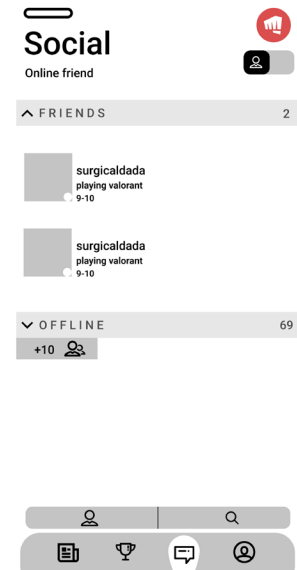 Social
Online friend
FRIENDS 2
surgicaldada
playing valorant
9-10
surgicaldada
playing valorant
9-10
OFFLINE 69
+10